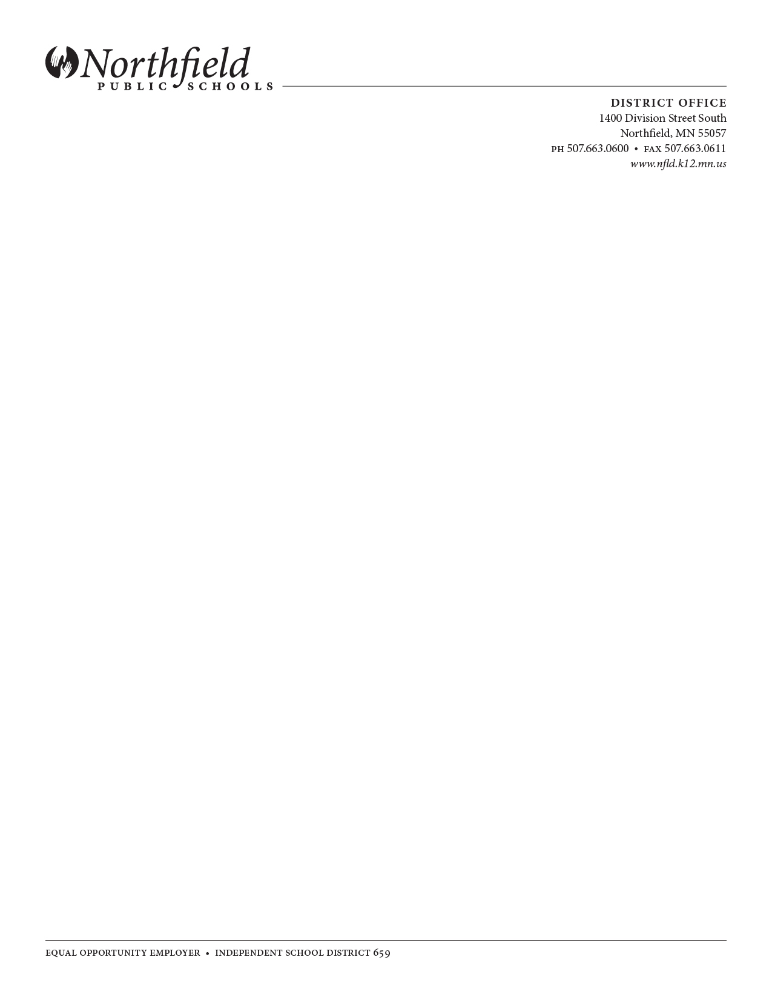 Northfield
PUBLIC SCHOOLS
DISTRICT OFFICE
1400 Division Street South
Northfield, MN 55057
PH 507.663.0600 • FAX 507.663.0611
www.nfld.k12.mn.us
EQUAL OPPORTUNITY EMPLOYER • INDEPENDENT SCHOOL DISTRICT 659